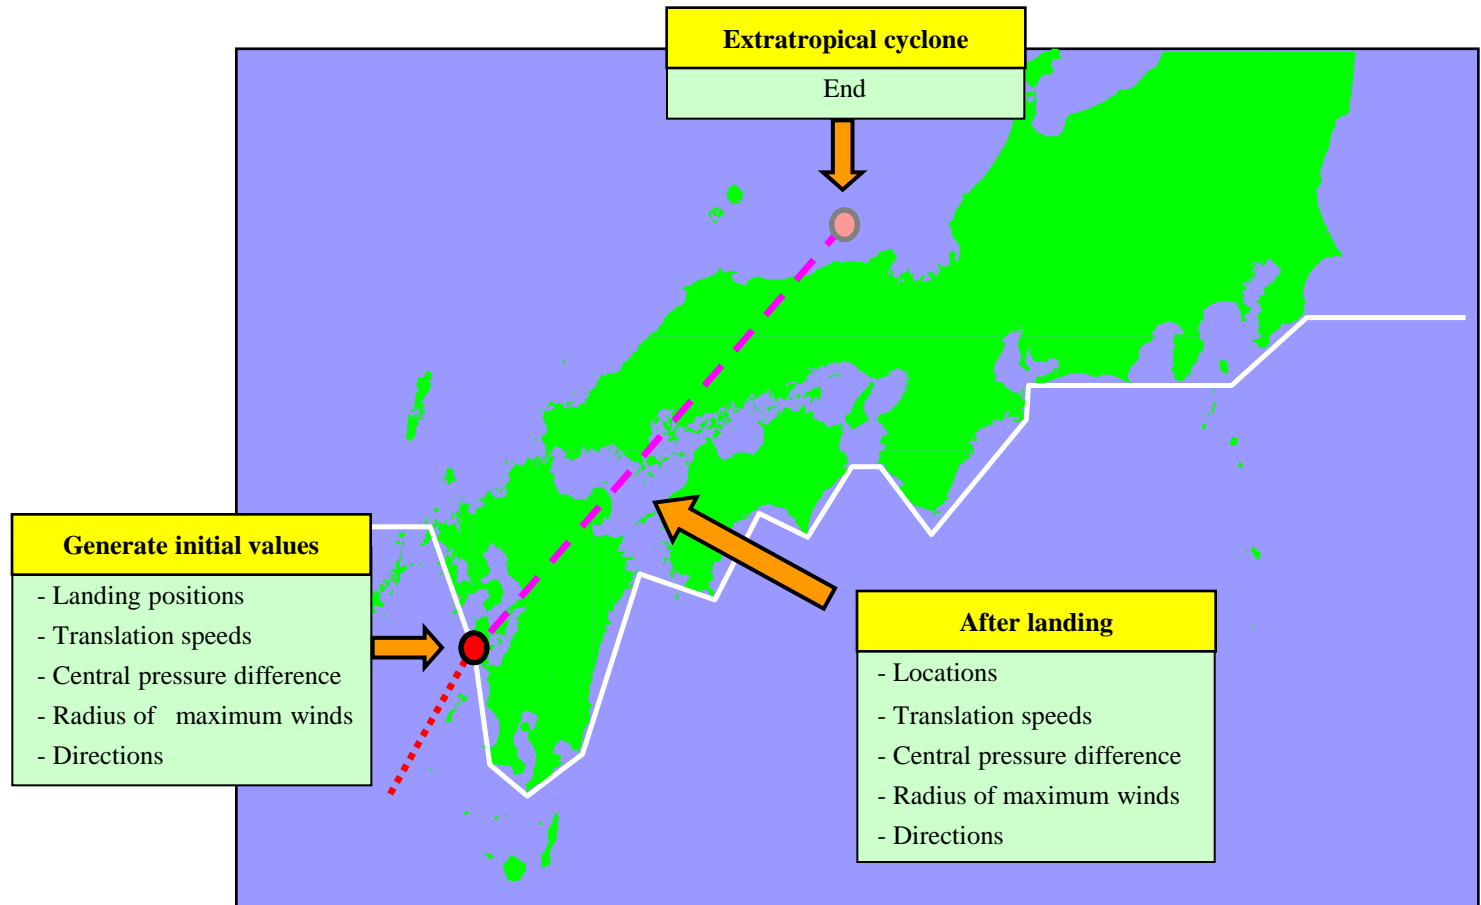 Extratropical cyclone
End
Generate initial values
- Landing positions
- Translation speeds
- Central pressure difference
- Radius of maximum winds
- Directions
After landing
- Locations
- Translation speeds
- Central pressure difference
- Radius of maximum winds
- Directions